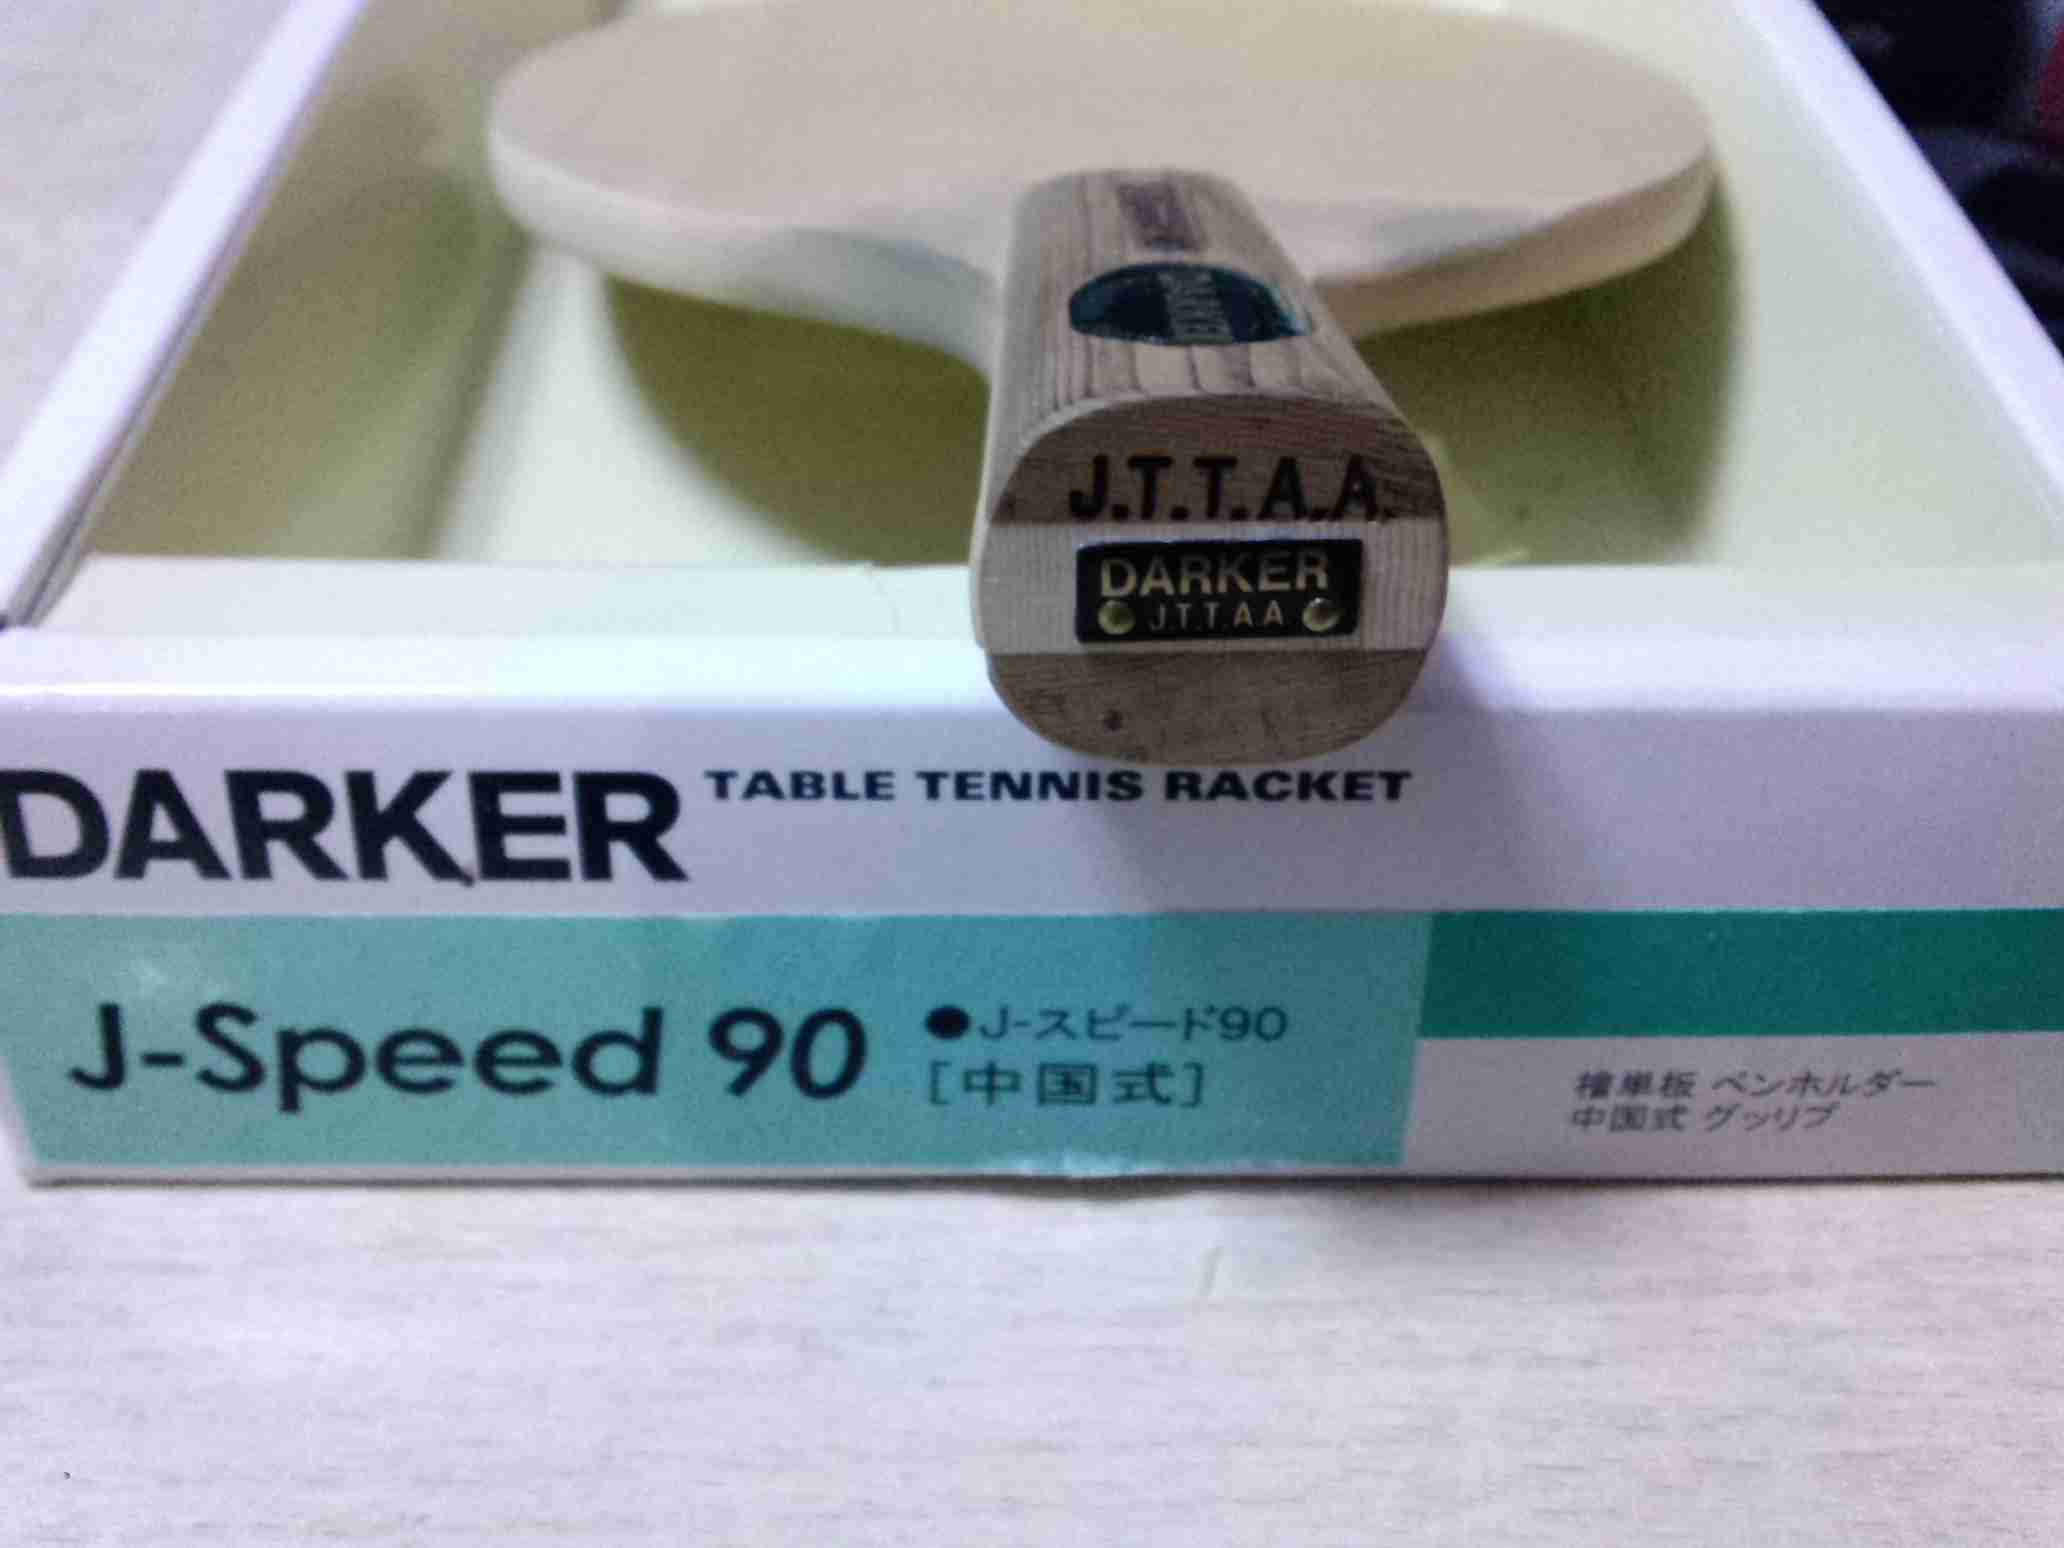 J.T.T.A.A.
DARKER
J.T.T.A.A
DARKER TABLE TENNIS RACKET
J-Speed 90
●J-スピード90
[中国式]
檜単板 ペンホルダー
中国式 グッリプ